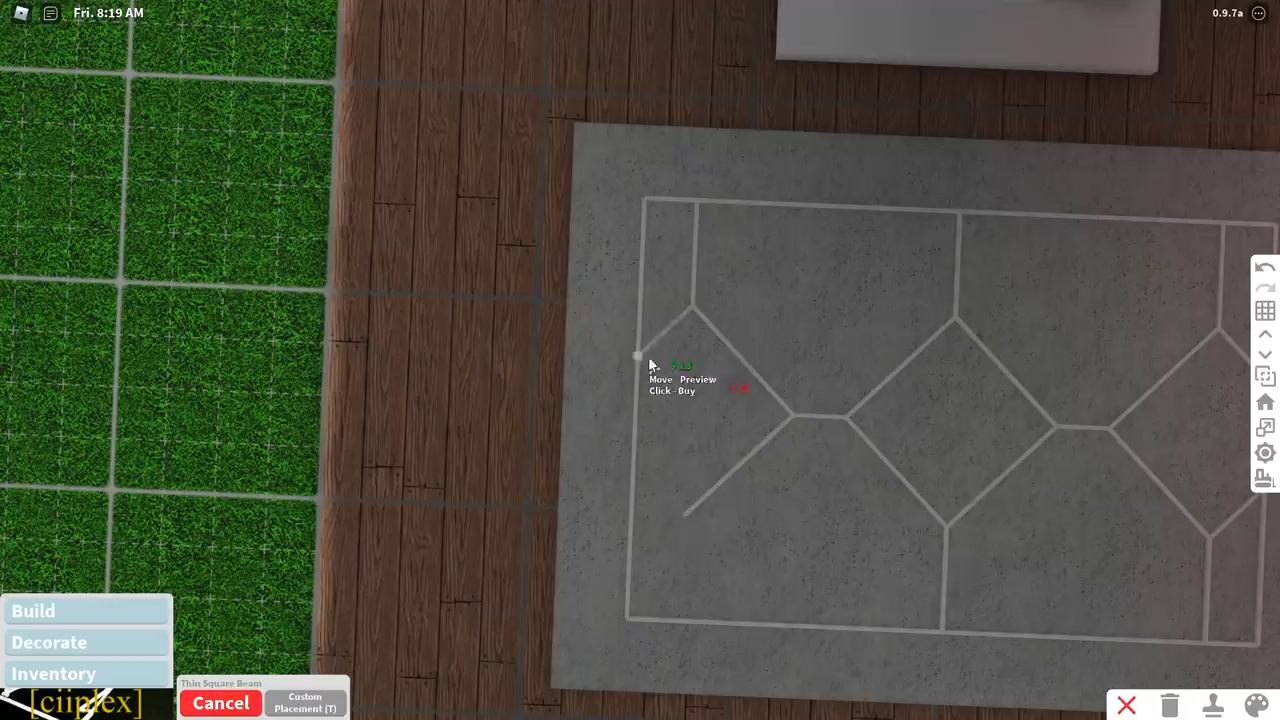 Fri. 8:19 AM
0.9.7a
Move Preview
Click - Buy
Build
Decorate
Inventory
[ciiplex]
Thin Square Beam
Cancel
Custom
Placement (T)